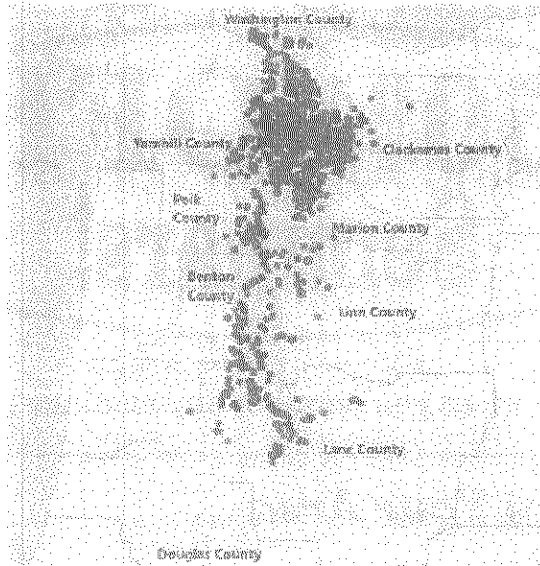 Washington County
Yamhill County
Clackamas County
Polk
County
Marion County
Benton
County
Linn County
Lane County
Douglas County